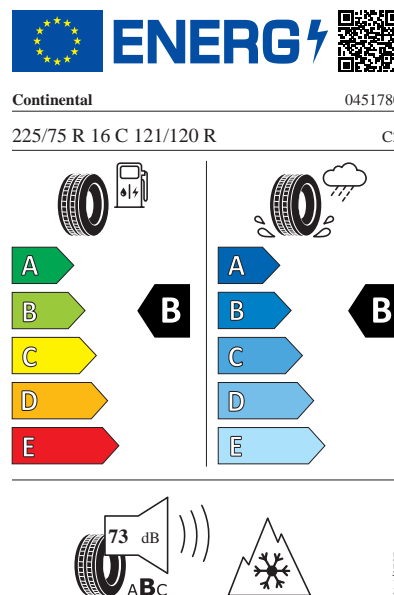 ENERG
Continental 045178
225/75 R 16 C 121/120 R C
A A
B B B B
C C
D D
E E
73 dB
ABC